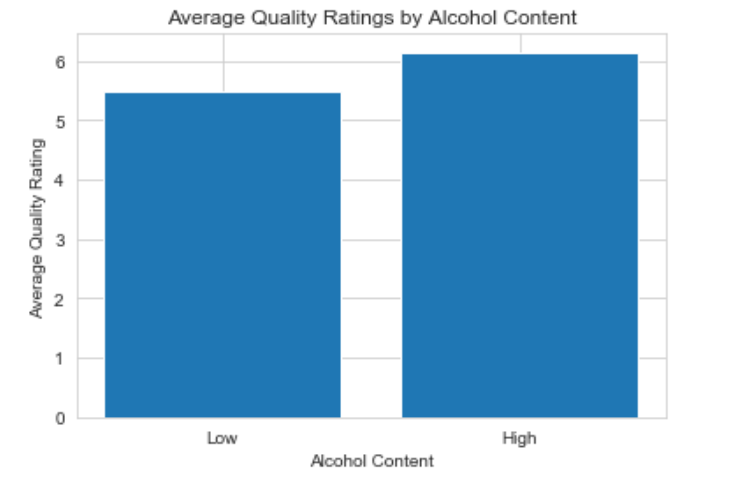 Average Quality Ratings by Alcohol Content
Average Quality Rating
6
5
4
3
2
1
0
Low High
Alcohol Content